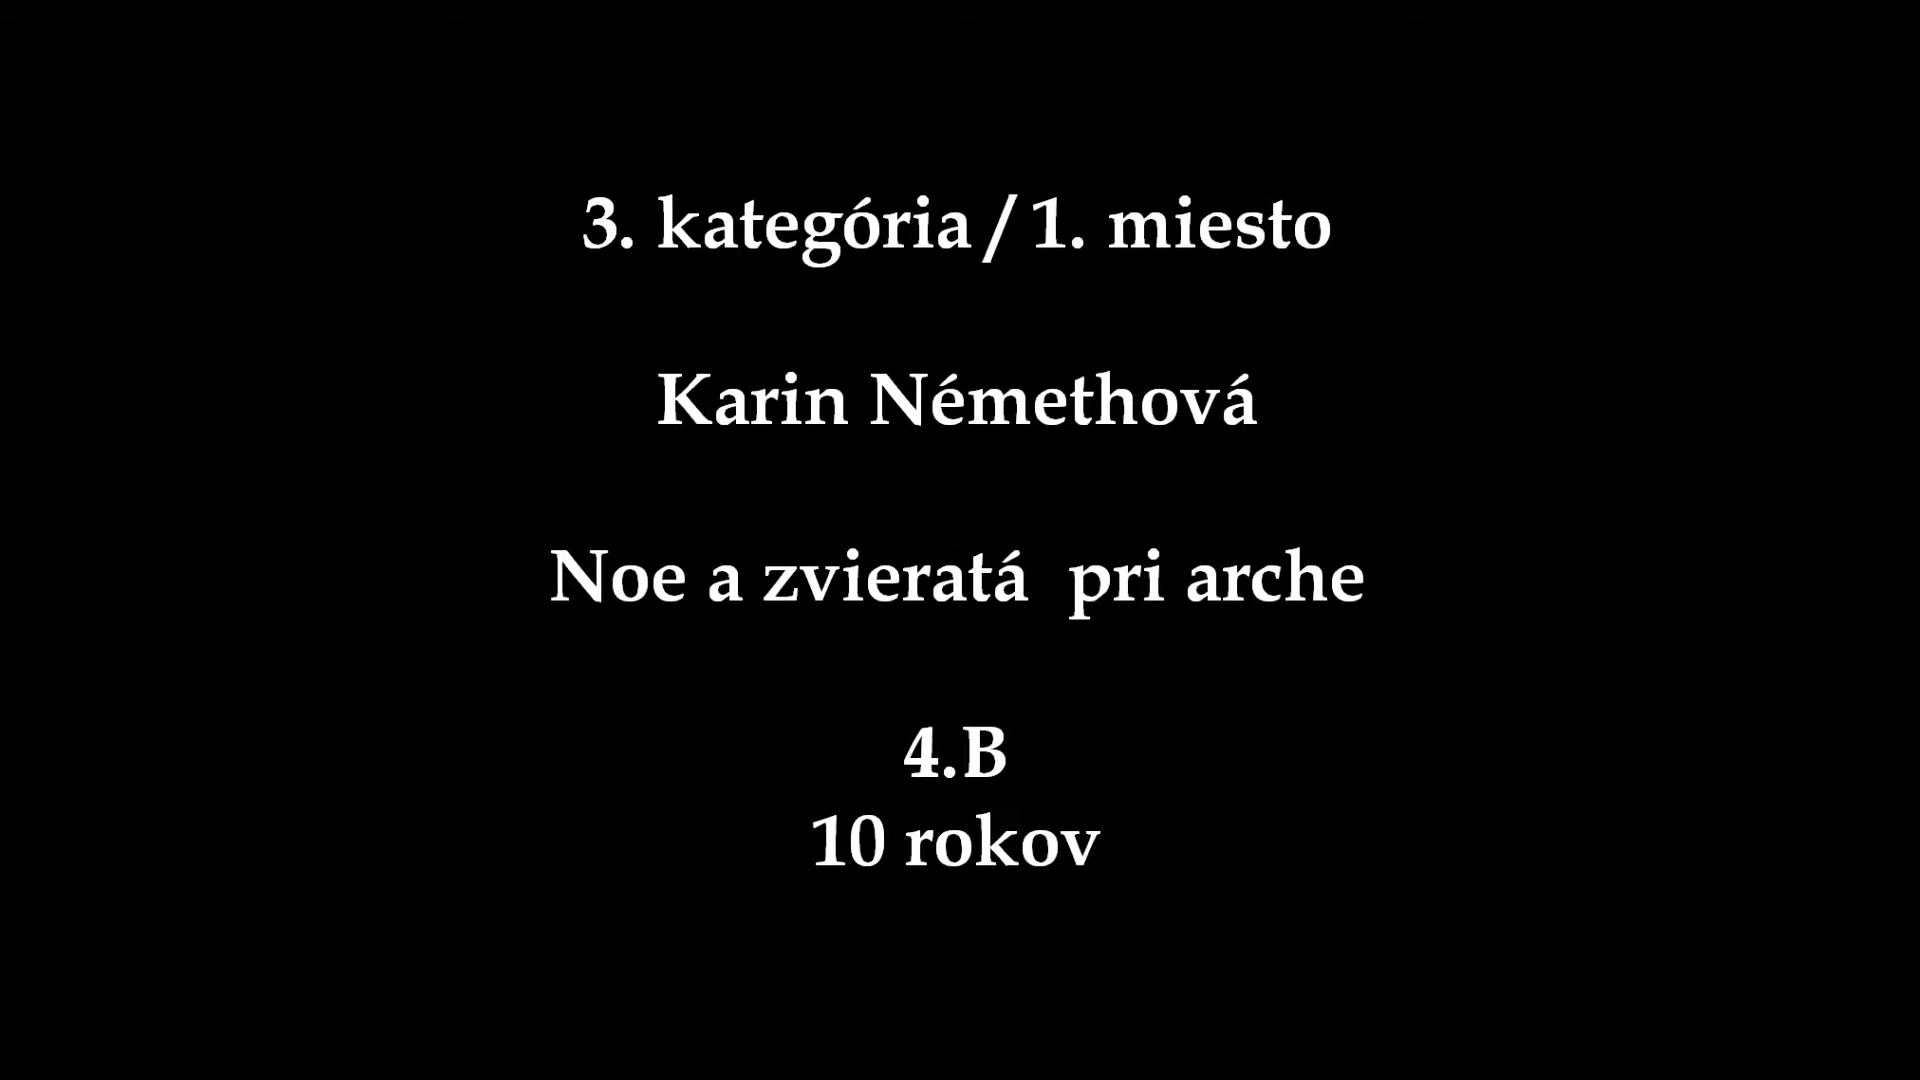 3. kategória/1. miesto
Karin Némethová
Noe a zvieratá  pri arche
4.B
10 rokov